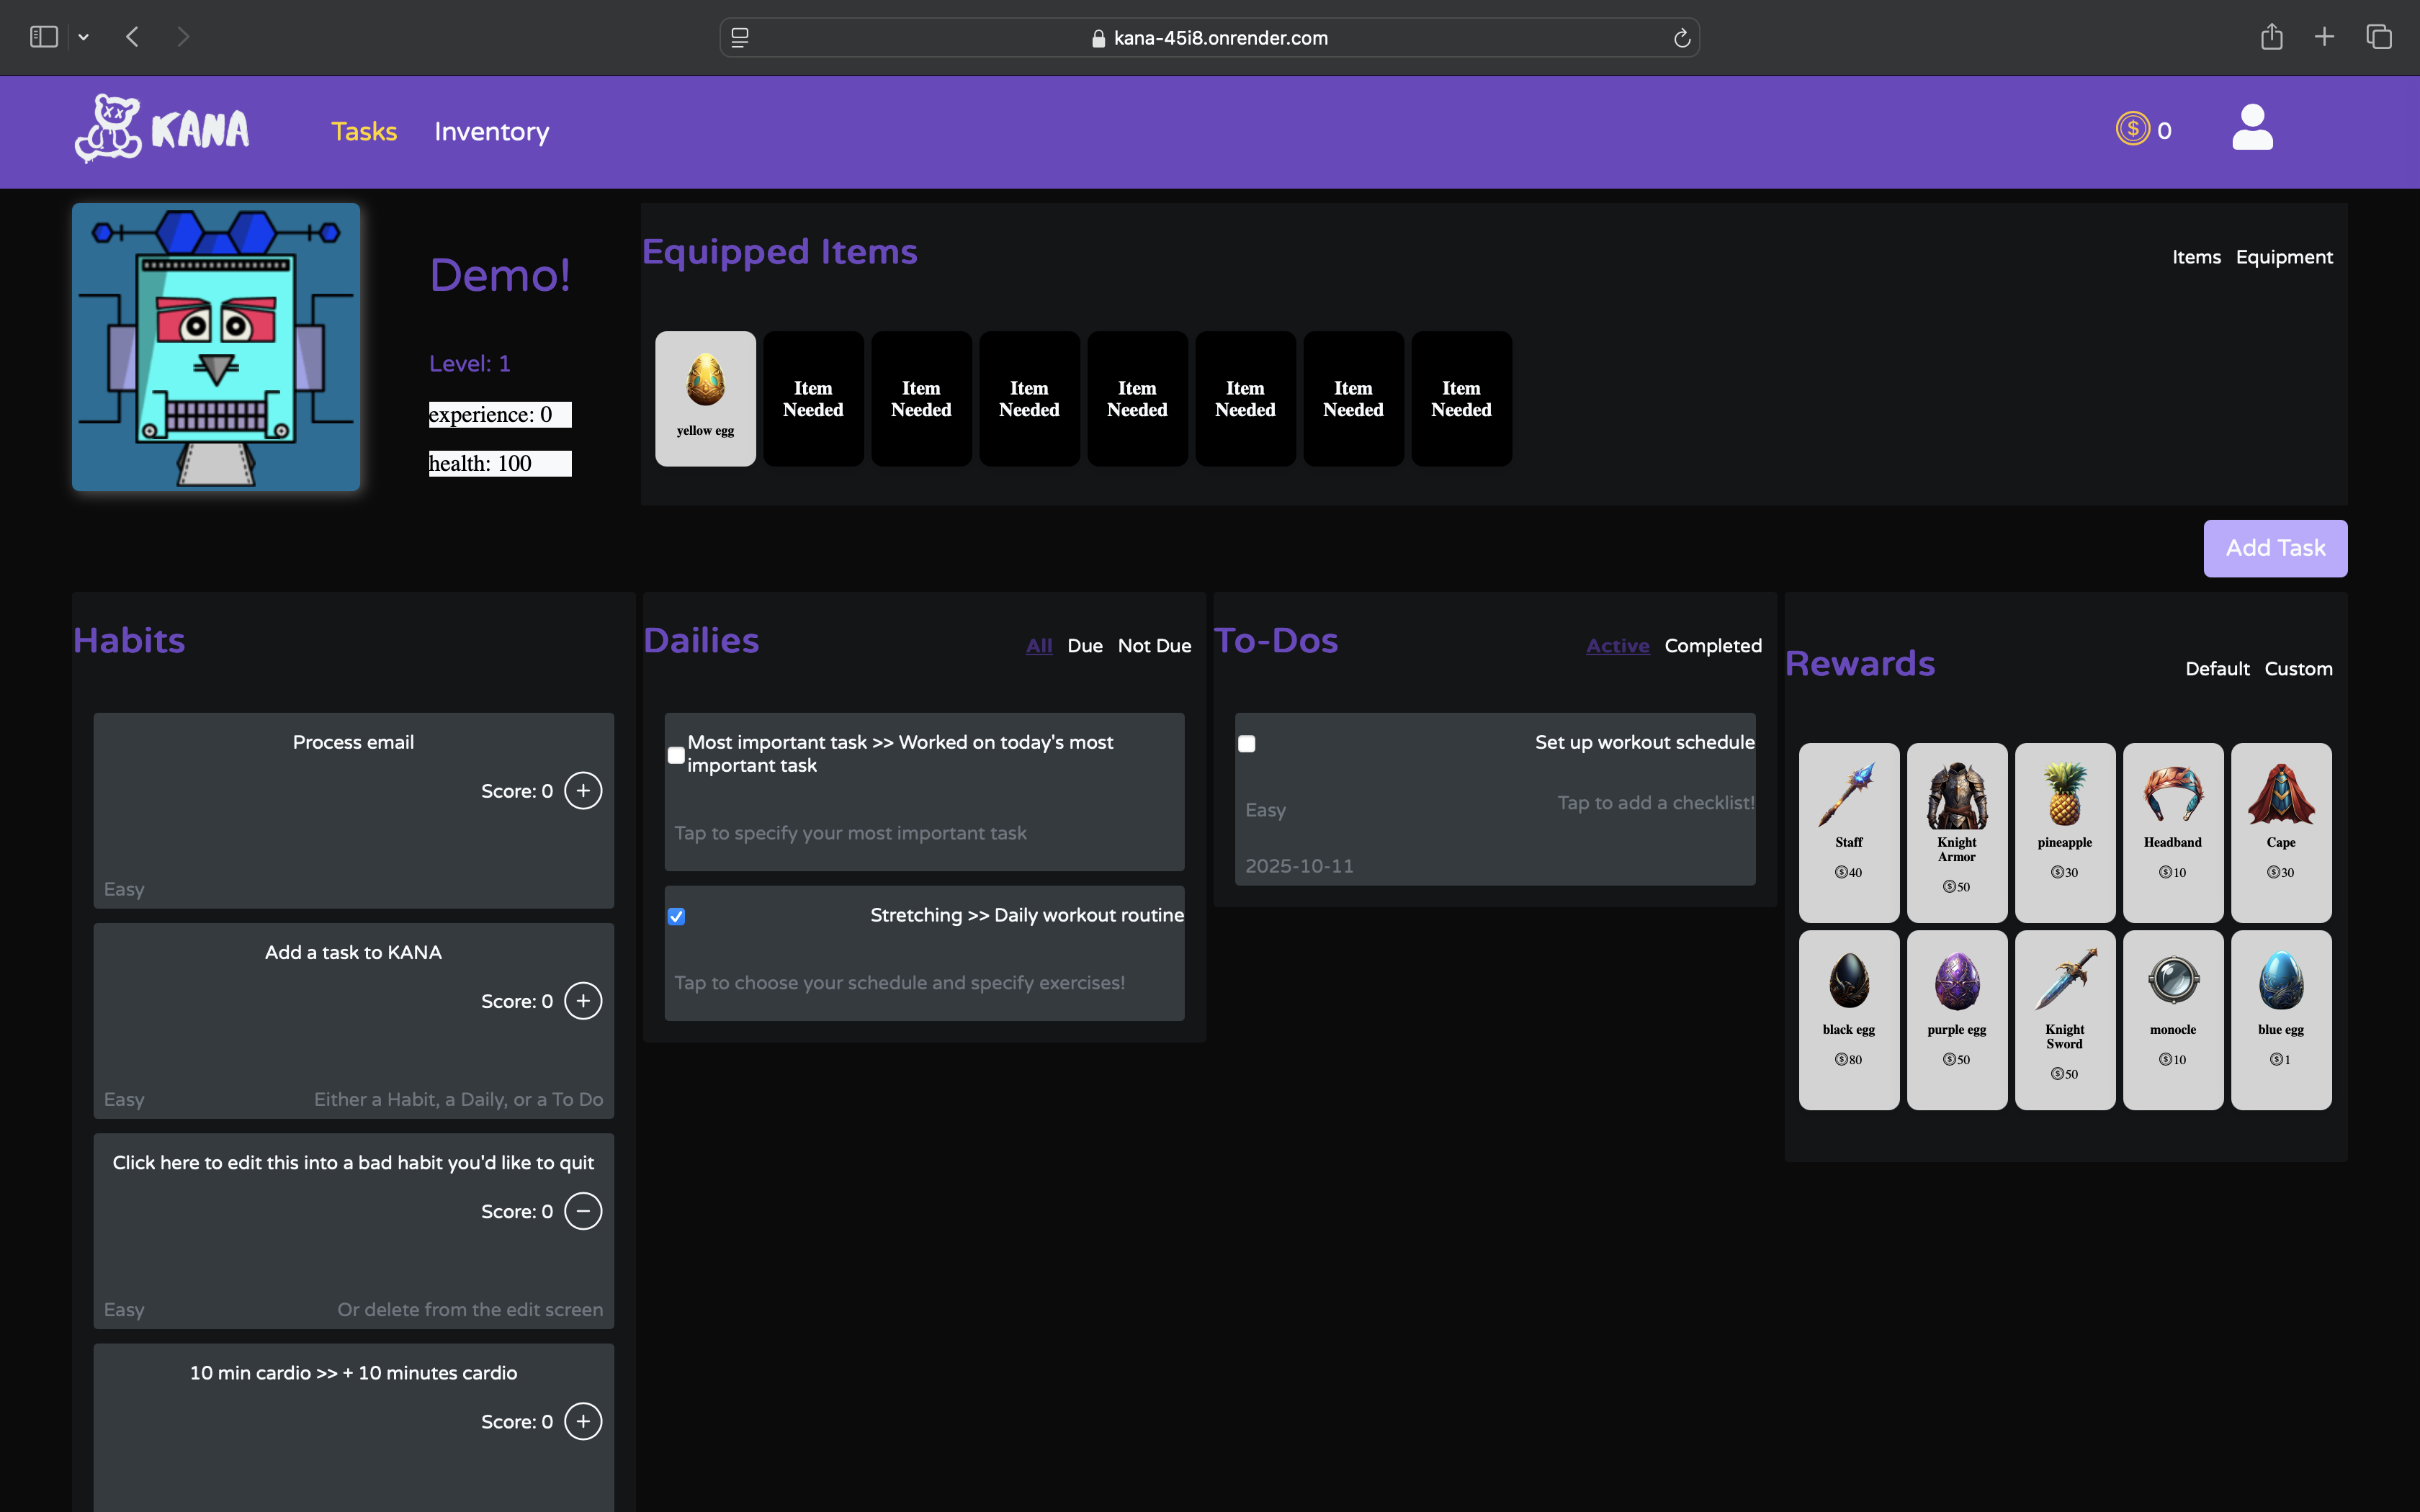 kana-45i8.onrender.com
KANA
Tasks
Inventory
0
Demo!
Level: 1
experience: 0
health: 100
Equipped Items
Items
Equipment
yellow egg
Item
Needed
Item
Needed
Item
Needed
Item
Needed
Item
Needed
Item
Needed
Item
Needed
Add Task
Habits
Process email
Score: 0
Easy
Add a task to KANA
Score: 0
Easy
Either a Habit, a Daily, or a To Do
Click here to edit this into a bad habit you'd like to quit
Score: 0
Easy
Or delete from the edit screen
10 min cardio >> + 10 minutes cardio
Score: 0
Dailies
All
Due
Not Due
Most important task >> Worked on today's most
important task
Tap to specify your most important task
Stretching >> Daily workout routine
Tap to choose your schedule and specify exercises!
To-Dos
Active
Completed
Set up workout schedule
Tap to add a checklist!
Easy
2025-10-11
Rewards
Default
Custom
Staff
40
Knight
Armor
50
pineapple
30
Headband
10
Cape
30
black egg
80
purple egg
50
Knight
Sword
50
monocle
10
blue egg
1